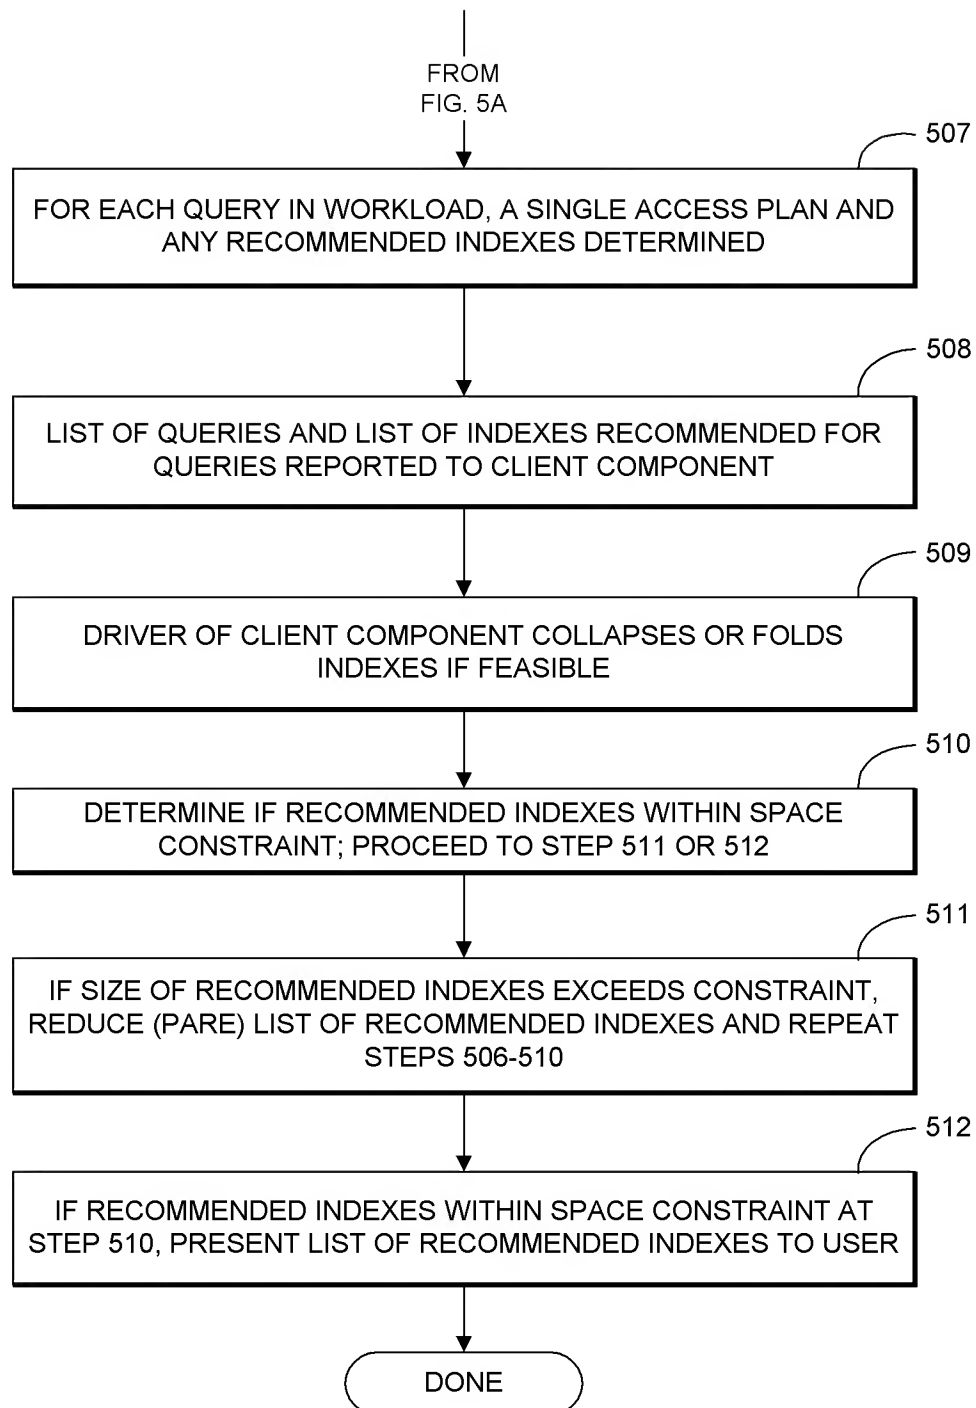 FROM
FIG. 5A
507
FOR EACH QUERY IN WORKLOAD, A SINGLE ACCESS PLAN AND
ANY RECOMMENDED INDEXES DETERMINED
508
LIST OF QUERIES AND LIST OF INDEXES RECOMMENDED FOR
QUERIES REPORTED TO CLIENT COMPONENT
509
DRIVER OF CLIENT COMPONENT COLLAPSES OR FOLDS
INDEXES IF FEASIBLE
510
DETERMINE IF RECOMMENDED INDEXES WITHIN SPACE
CONSTRAINT; PROCEED TO STEP 511 OR 512
511
IF SIZE OF RECOMMENDED INDEXES EXCEEDS CONSTRAINT,
REDUCE (PARE) LIST OF RECOMMENDED INDEXES AND REPEAT
STEPS 506-510
512
IF RECOMMENDED INDEXES WITHIN SPACE CONSTRAINT AT
STEP 510, PRESENT LIST OF RECOMMENDED INDEXES TO USER
DONE